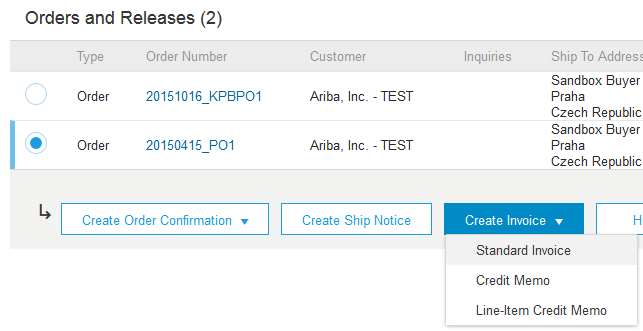 Orders and Releases (2)
Type Order Number Customer Inquiries Ship To Address
Order 20151016_KPBPO1 Ariba, Inc. - TEST Sandbox Buyer
Praha
Czech Republic
Order 20150415_PO1 Ariba, Inc. - TEST Sandbox Buyer
Praha
Czech Republic
Create Order Confirmation Create Ship Notice Create Invoice H
Standard Invoice
Credit Memo
Line-Item Credit Memo